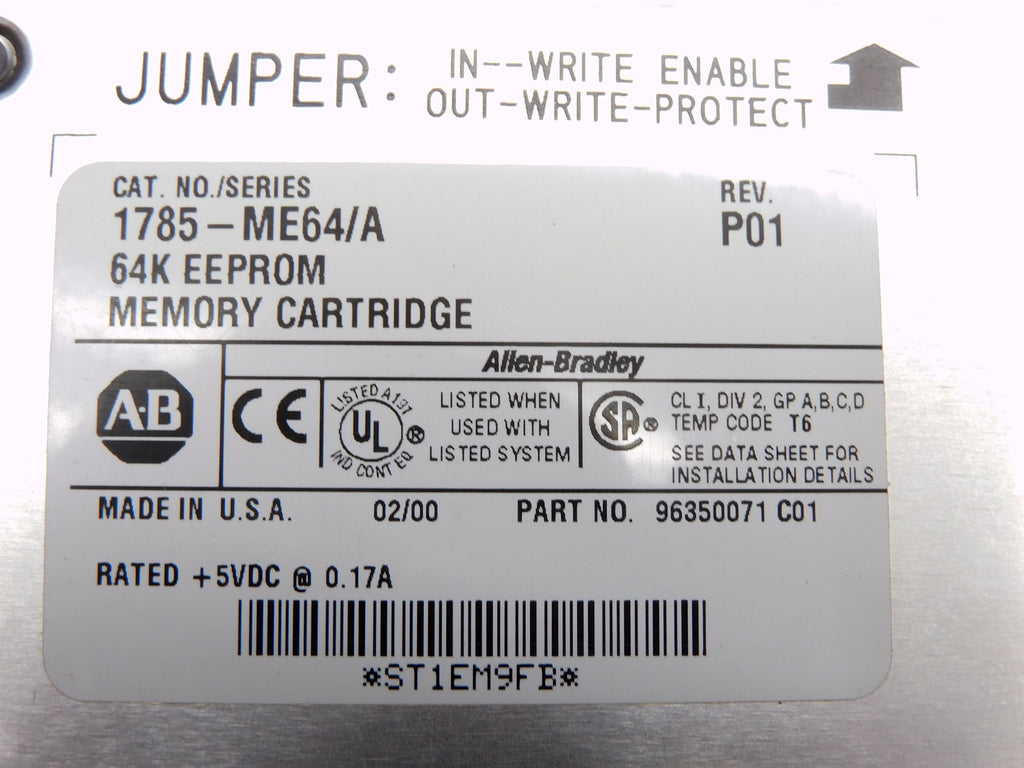 JUMPER: IN--WRITE ENABLE
OUT-WRITE-PROTECT
CAT. NO./SERIES REV.
1785-ME64/A P01
64K EEPROM
MEMORY CARTRIDGE
Allen-Bradley
A-B
CE
LISTED A197
UL ®
IND CONT EQ
LISTED WHEN
USED WITH
LISTED SYSTEM
SA ®
CL I, DIV 2, GP A,B,C,D
TEMP CODE T6
SEE DATA SHEET FOR
INSTALLATION DETAILS
MADE IN U.S.A. 02/00 PART NO. 96350071 C01
RATED +5VDC @ 0.17A
*ST1EM9FB*